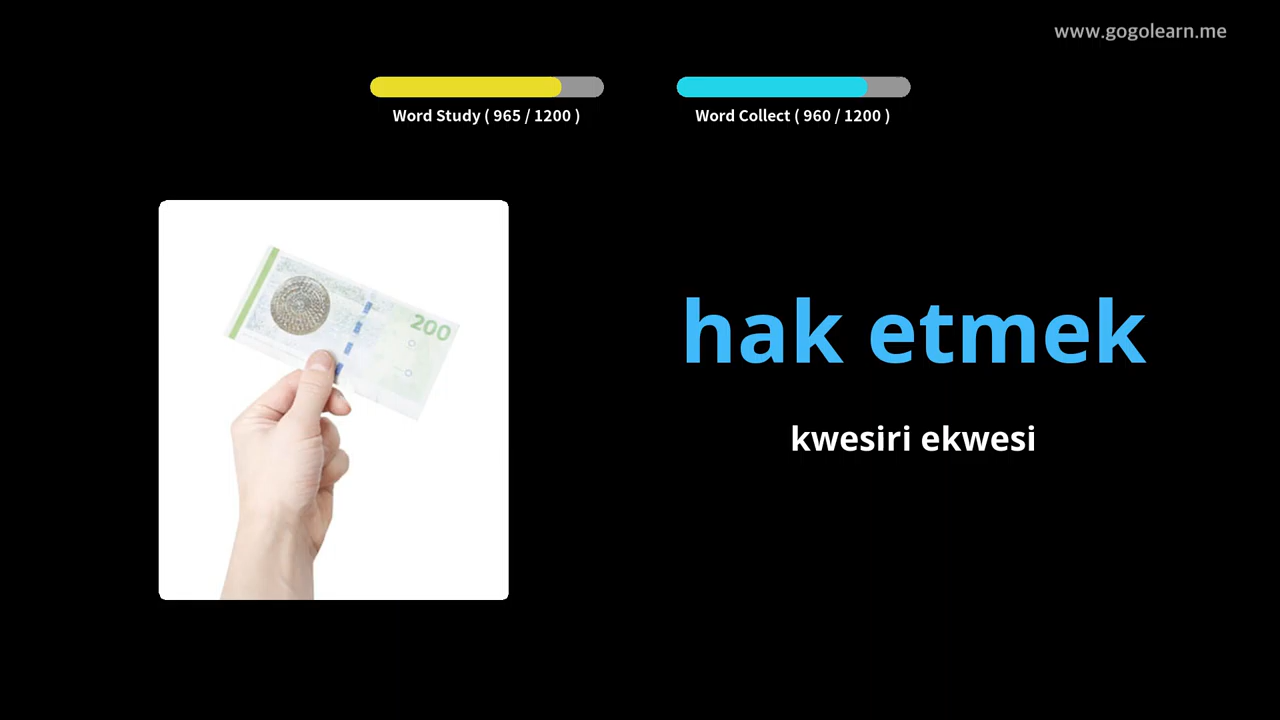 www.gogolearn.me
Word Study ( 965 / 1200 )
Word Collect ( 960 / 1200 )
200
hak etmek
kwesiri ekwesi